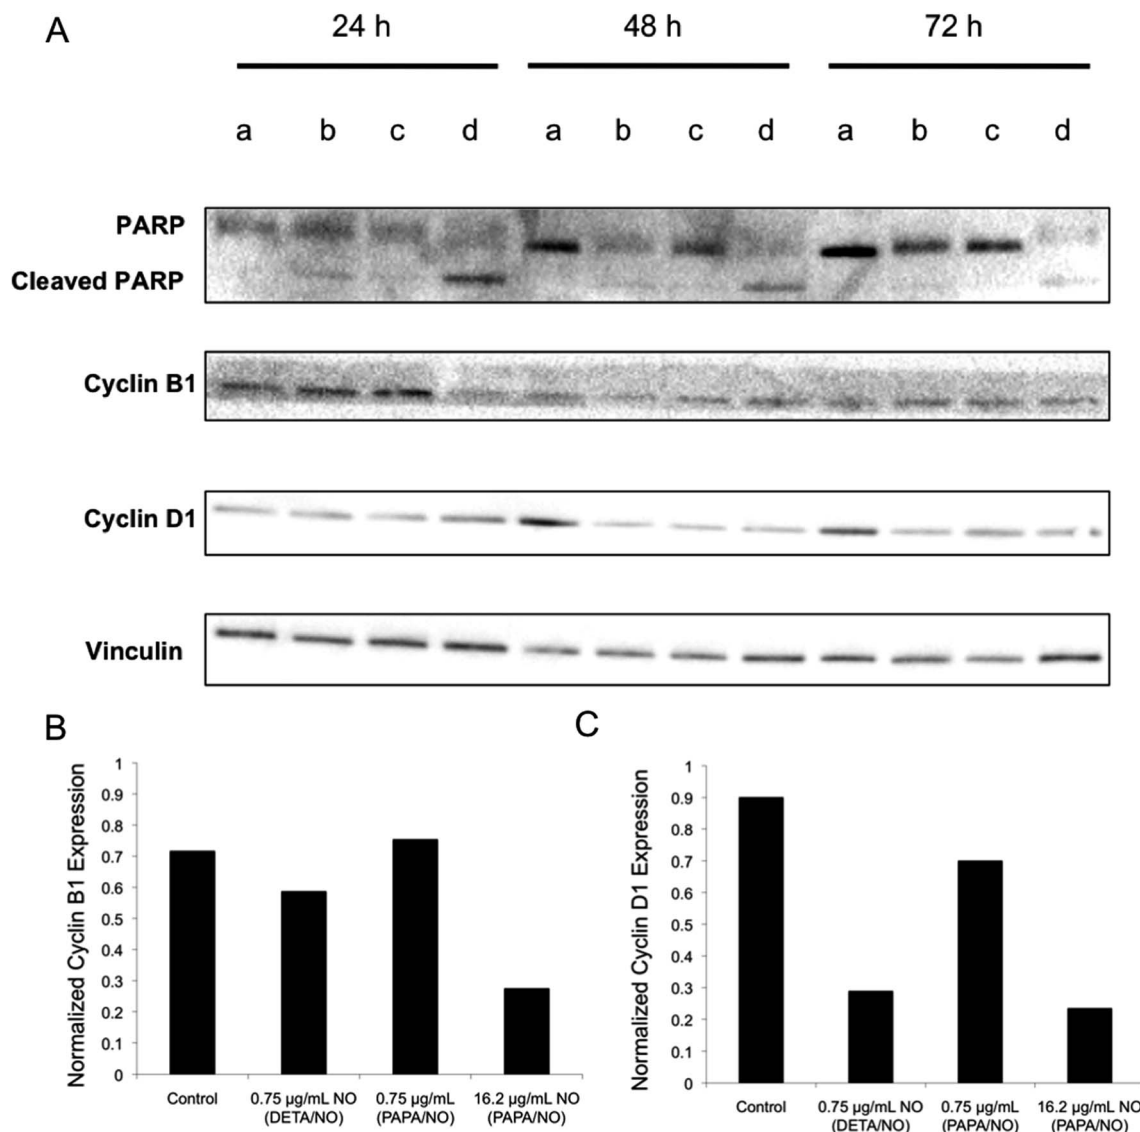 A
24 h
48 h
72 h
a b c d a b c d a b c d
PARP
Cleaved PARP
Cyclin B1
Cyclin D1
Vinculin
B
Normalized Cyclin B1 Expression
1
0.9
0.8
0.7
0.6
0.5
0.4
0.3
0.2
0.1
0
Control
0.75 µg/mL NO
(DETA/NO)
0.75 µg/mL
(PAPA/NO)
16.2 µg/mL NO
(PAPA/NO)
C
Normalized Cyclin D1 Expression
1
0.9
0.8
0.7
0.6
0.5
0.4
0.3
0.2
0.1
0
Control
0.75 µg/mL NO
(DETA/NO)
0.75 µg/mL
(PAPA/NO)
16.2 µg/mL NO
(PAPA/NO)